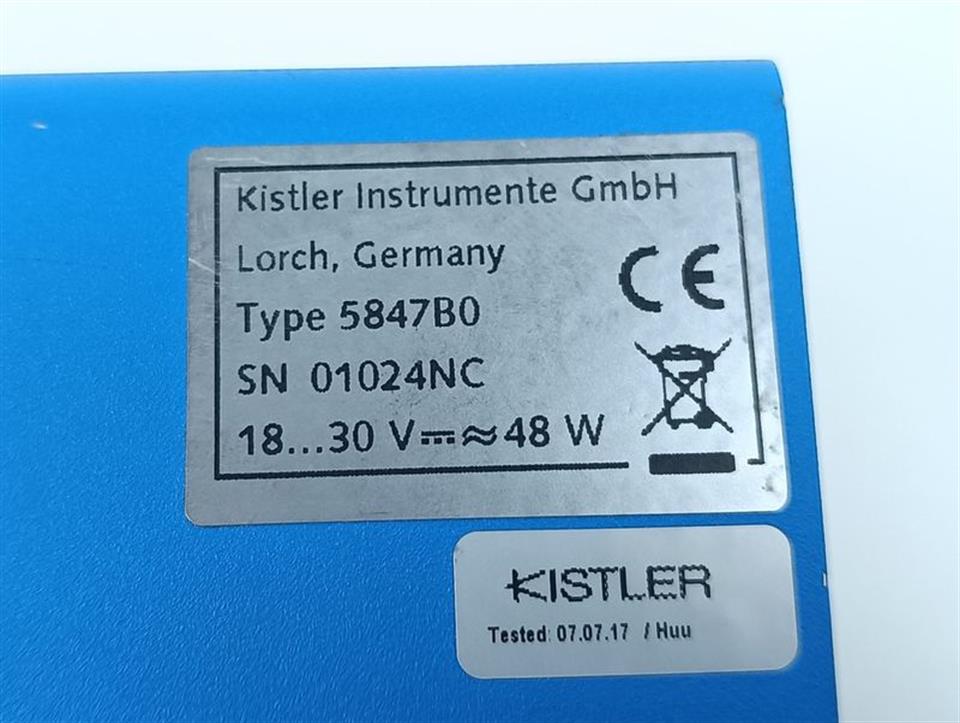 Kistler Instrumente GmbH
Lorch, Germany
Type 5847B0
SN 01024NC
18...30 V⎓≈48 W
CE
KISTLER
Tested: 07.07.17 / Huu